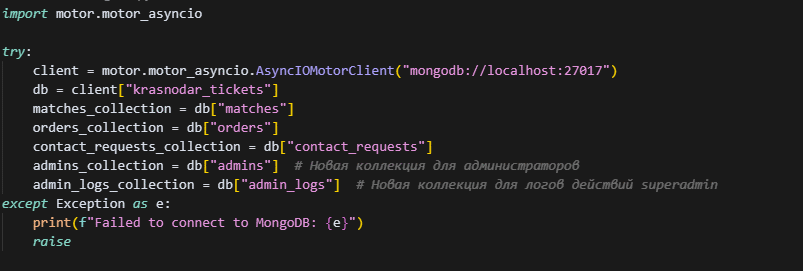 import motor.motor_asyncio
try:
client = motor.motor_asyncio.AsyncIOMotorClient("mongodb://localhost:27017")
db = client["krasnodar_tickets"]
matches_collection = db["matches"]
orders_collection = db["orders"]
contact_requests_collection = db["contact_requests"]
admins_collection = db["admins"]  # Новая коллекция для администраторов
admin_logs_collection = db["admin_logs"]  # Новая коллекция для логов действий superadmin
except Exception as e:
print(f"Failed to connect to MongoDB: {e}")
raise